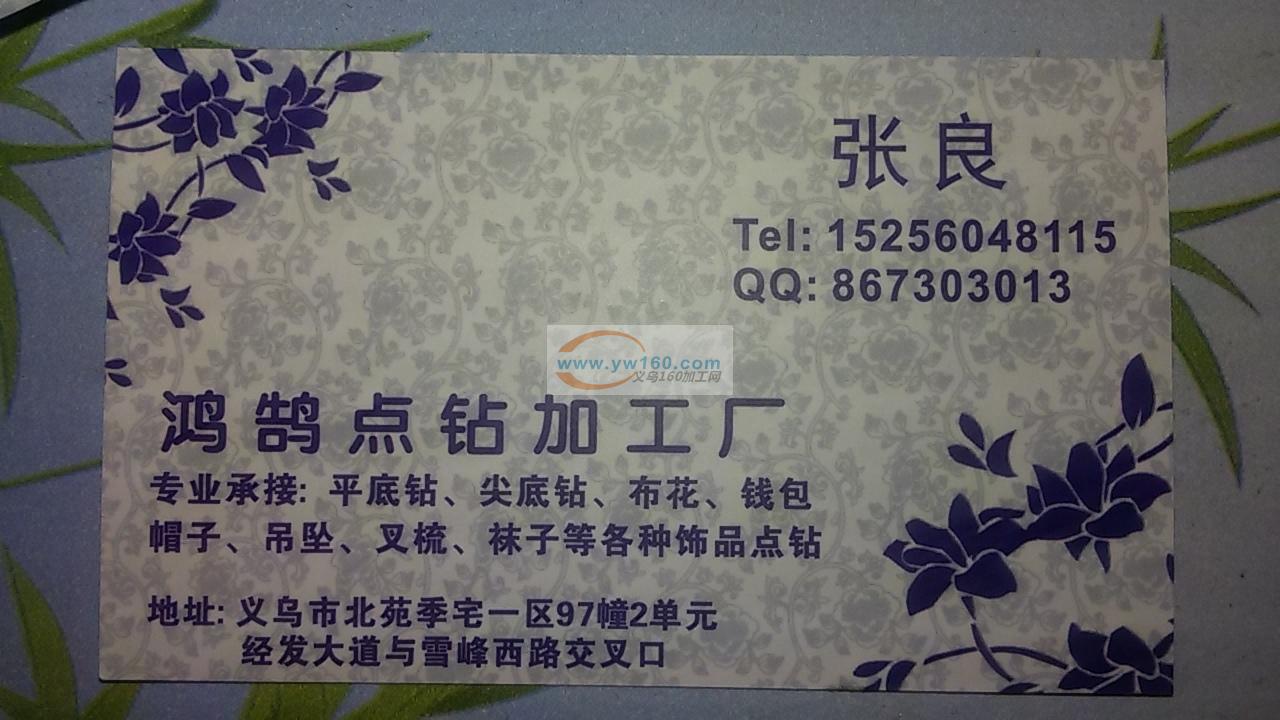 张良
Tel: 15256048115
QQ: 867303013
www.yw160.com
义乌160加工网
鸿鹄点钻加工厂
专业承接: 平底钻、尖底钻、布花、钱包
帽子、吊坠、叉梳、袜子等各种饰品点钻
地址: 义乌市北苑季宅一区97幢2单元
经发大道与雪峰西路交叉口